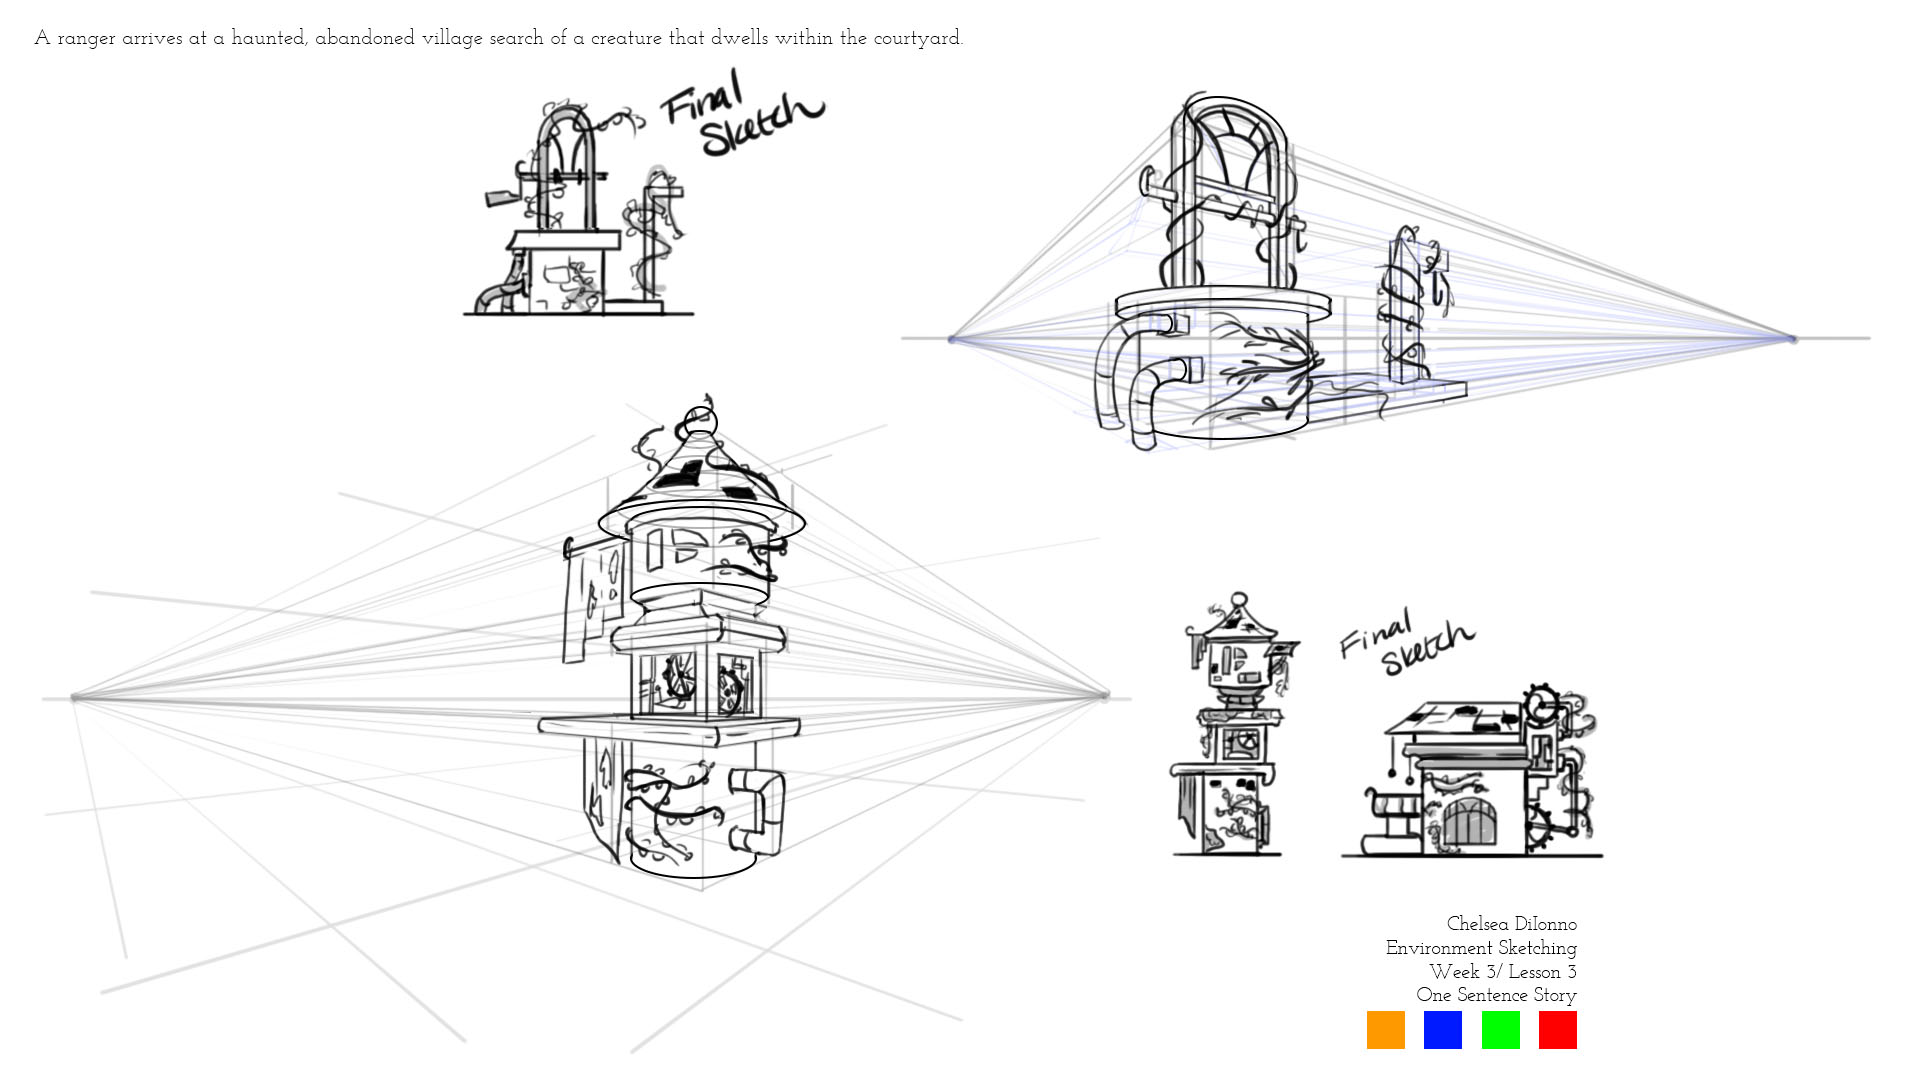 A ranger arrives at a haunted, abandoned village search of a creature that dwells within the courtyard.
Final
Sketch
Final
Sketch
Chelsea DiIonno
Environment Sketching
Week 3/ Lesson 3
One Sentence Story